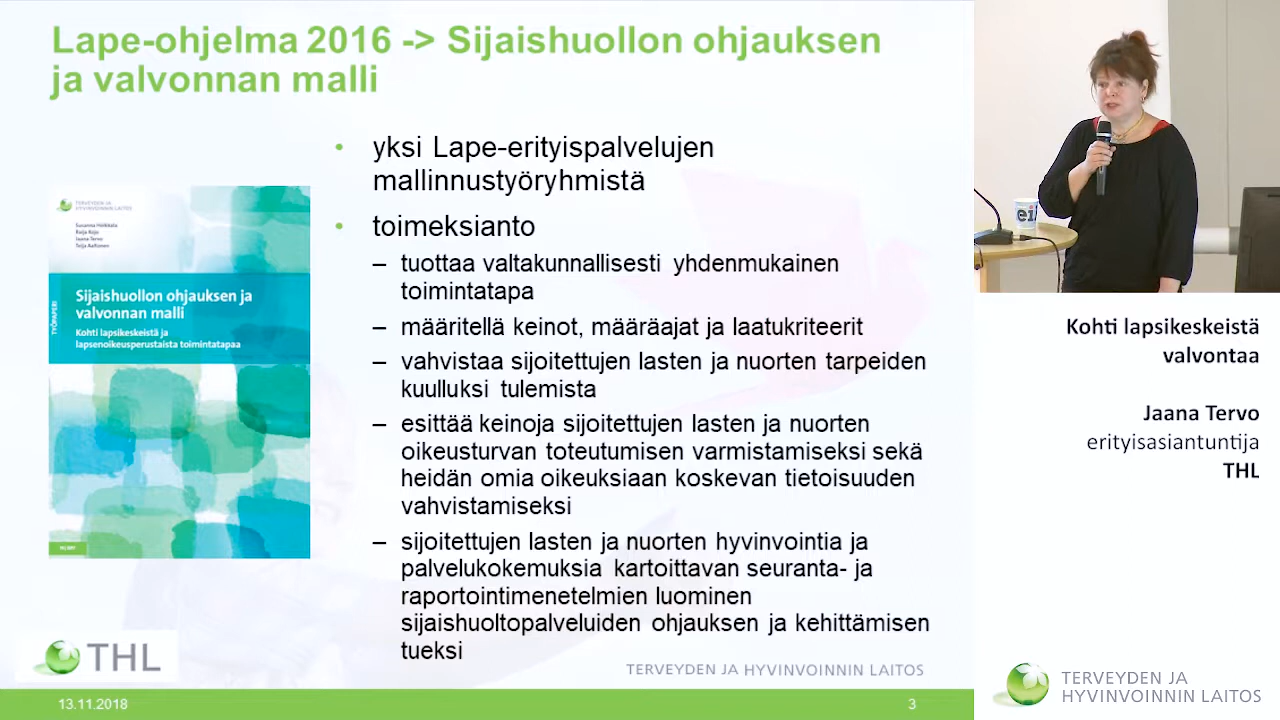 Lape-ohjelma 2016 -> Sijaishuollon ohjauksen
ja valvonnan malli
• yksi Lape-erityispalvelujen
mallinnustyöryhmistä
• toimeksianto
– tuottaa valtakunnallisesti yhdenmukainen
toimintatapa
– määritellä keinot, määräajat ja laatukriteerit
– vahvistaa sijoitettujen lasten ja nuorten tarpeiden
kuulluksi tulemista
– esittää keinoja sijoitettujen lasten ja nuorten
oikeusturvan toteutumisen varmistamiseksi sekä
heidän omia oikeuksiaan koskevan tietoisuuden
vahvistamiseksi
– sijoitettujen lasten ja nuorten hyvinvointia ja
palvelukokemuksia kartoittavan seuranta- ja
raportointimenetelmien luominen
sijaishuoltopalveluiden ohjauksen ja kehittämisen
tueksi
TERVEYDEN JA
HYVINVOINNIN LAITOS
Susanna Hoikkala
Jaana Tervo
Teija Aaltonen
TYÖPAPERI
Sijaishuollon ohjauksen ja
valvonnan malli
Kohti lapsikeskeistä ja
lapsenoikeusperustaista toimintatapaa
THL
TERVEYDEN JA HYVINVOINNIN LAITOS
13.11.2018
3
ei
Kohti lapsikeskeistä
valvontaa
Jaana Tervo
erityisasiantuntija
THL
TERVEYDEN JA
HYVINVOINNIN LAITOS